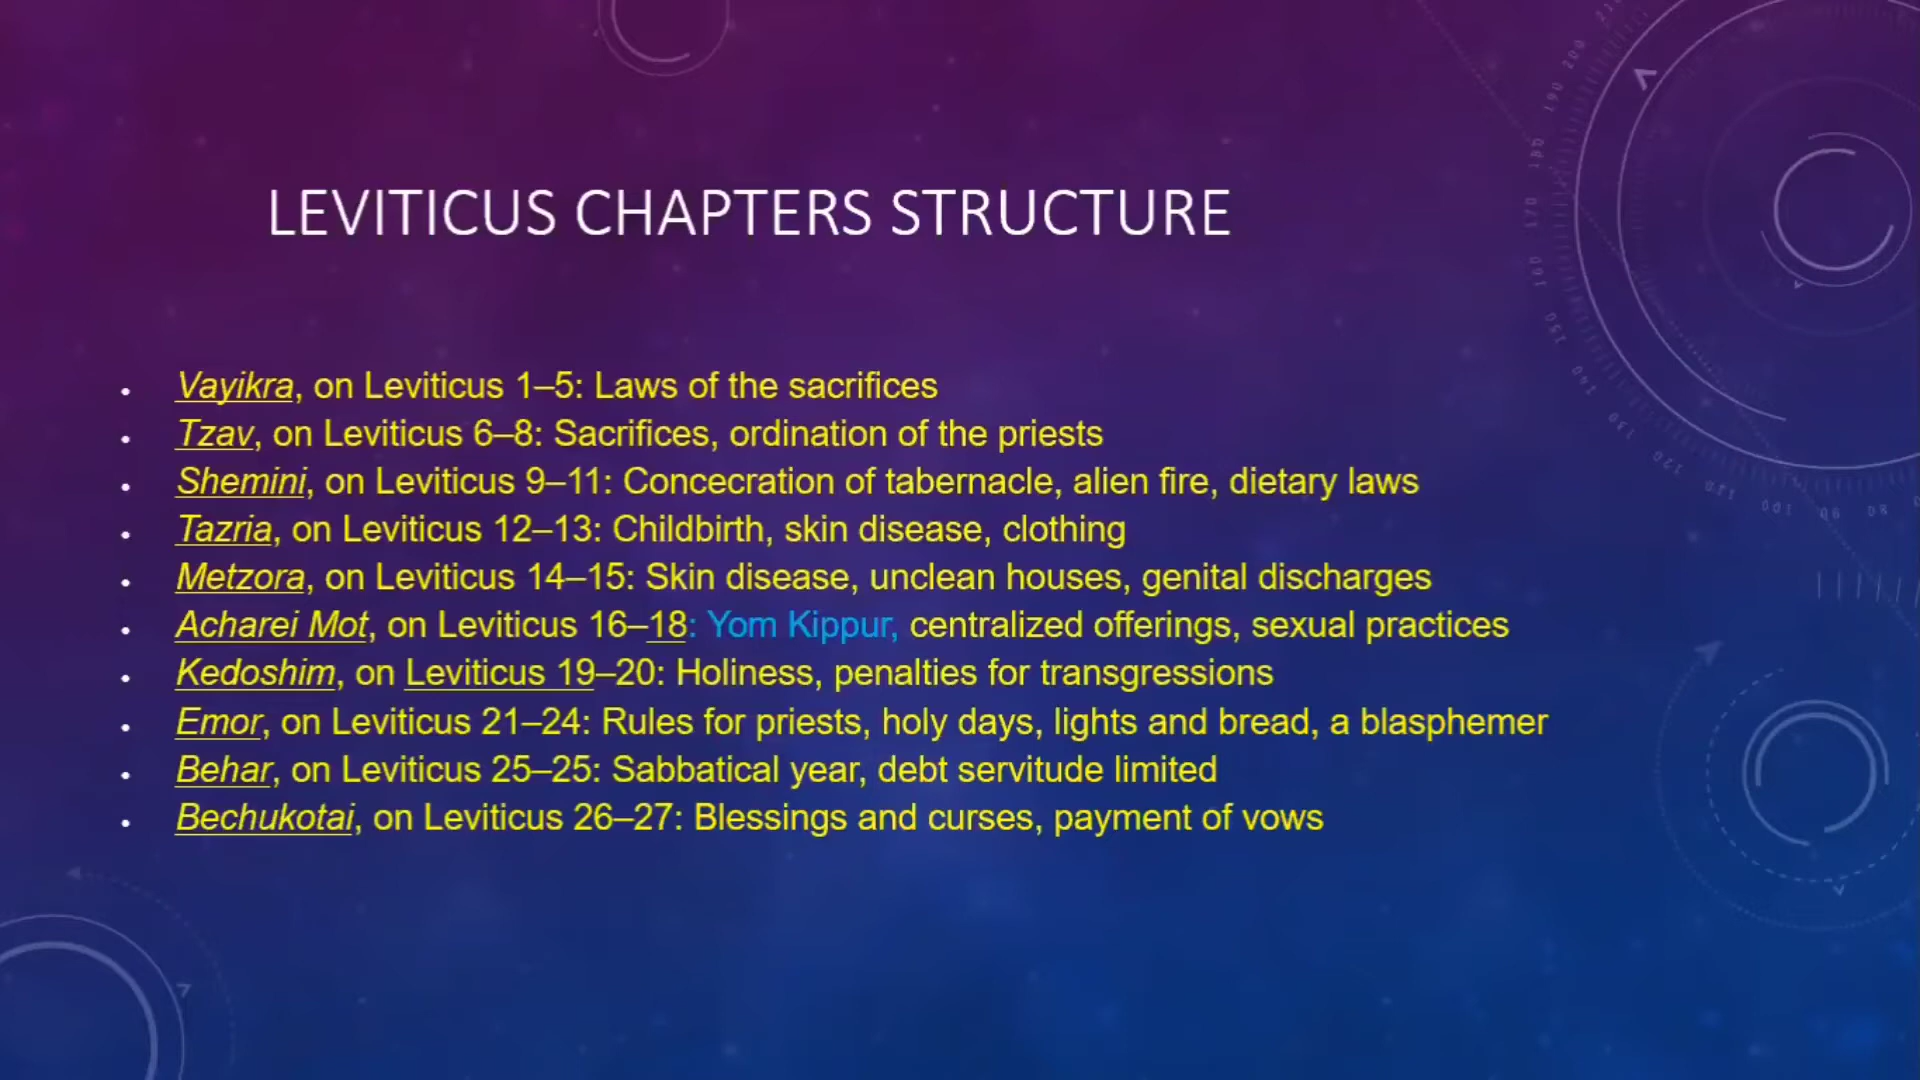 LEVITICUS CHAPTERS STRUCTURE
• Vayikra, on Leviticus 1–5: Laws of the sacrifices
• Tzav, on Leviticus 6–8: Sacrifices, ordination of the priests
• Shemini, on Leviticus 9–11: Concecration of tabernacle, alien fire, dietary laws
• Tazria, on Leviticus 12–13: Childbirth, skin disease, clothing
• Metzora, on Leviticus 14–15: Skin disease, unclean houses, genital discharges
• Acharei Mot, on Leviticus 16–18: Yom Kippur, centralized offerings, sexual practices
• Kedoshim, on Leviticus 19–20: Holiness, penalties for transgressions
• Emor, on Leviticus 21–24: Rules for priests, holy days, lights and bread, a blasphemer
• Behar, on Leviticus 25–25: Sabbatical year, debt servitude limited
• Bechukotai, on Leviticus 26–27: Blessings and curses, payment of vows